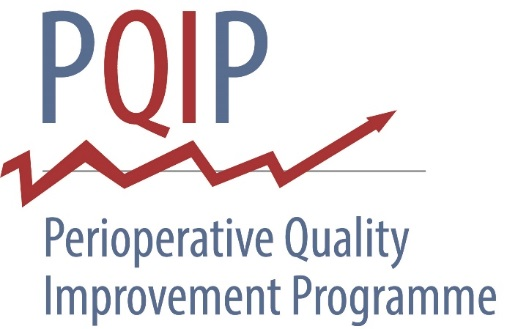 PQIP
Perioperative Quality
Improvement Programme